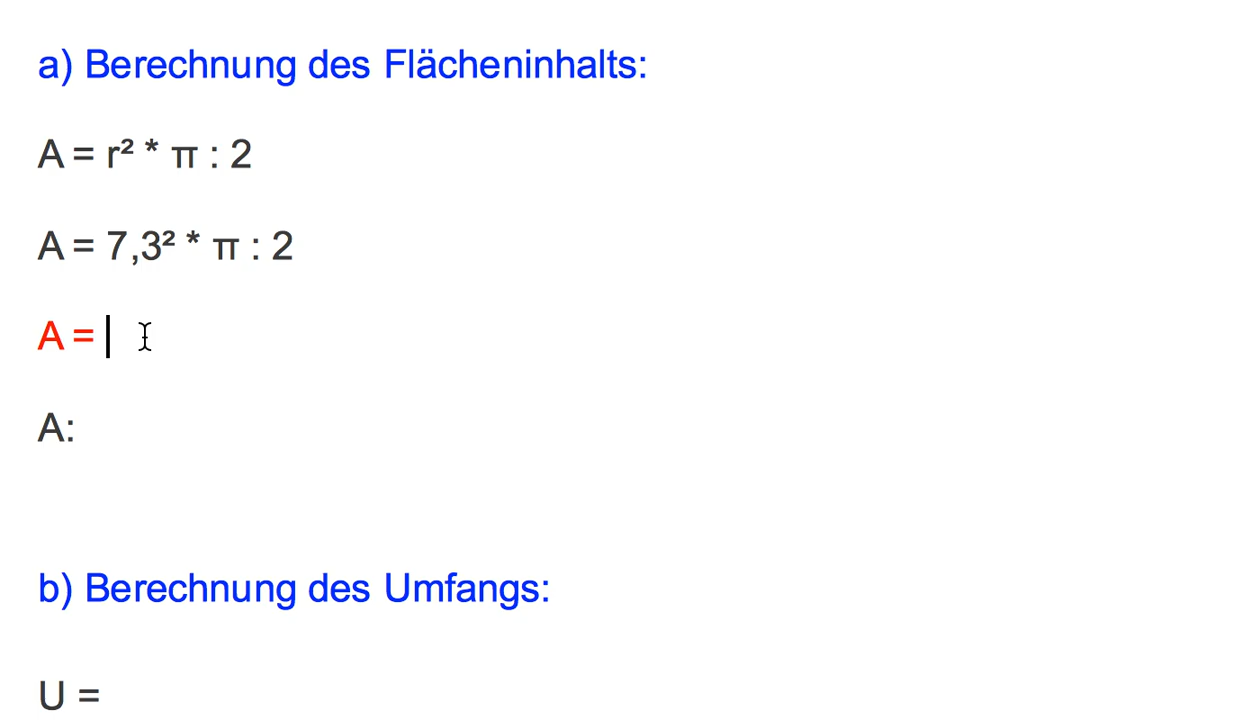 a) Berechnung des Flächeninhalts:
A = r² * π : 2
A = 7,3² * π : 2
A =
A:
b) Berechnung des Umfangs:
U =